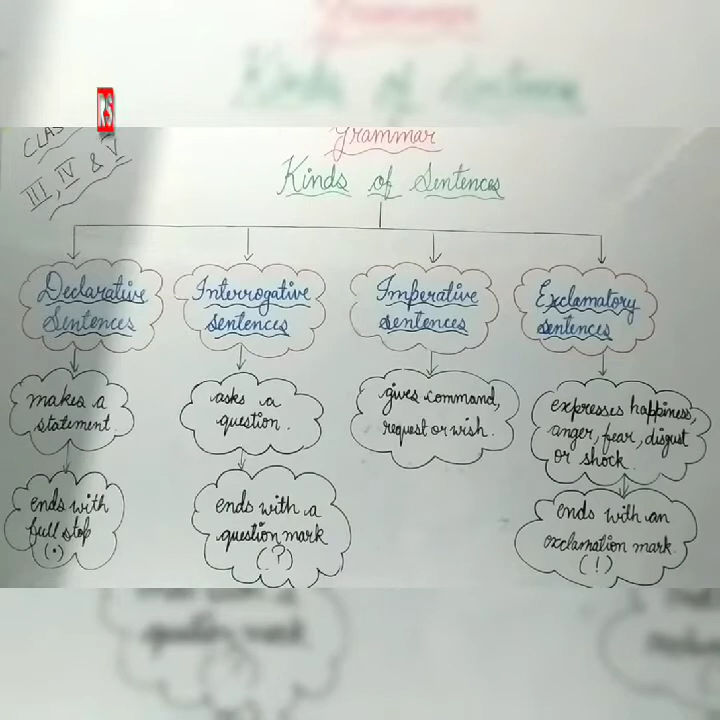 RS
CLAS
III, IV & V
Grammar
Kinds of Sentences
Declarative
Sentences
Interrogative
sentences
Imperative
sentences
Exclamatory
sentences
makes a
statement.
asks a
question.
gives command,
request or wish.
expresses happiness,
anger, fear, disgust
or shock.
ends with
full stop
(.)
ends with a
question mark
(?)
ends with an
exclamation mark.
(!)